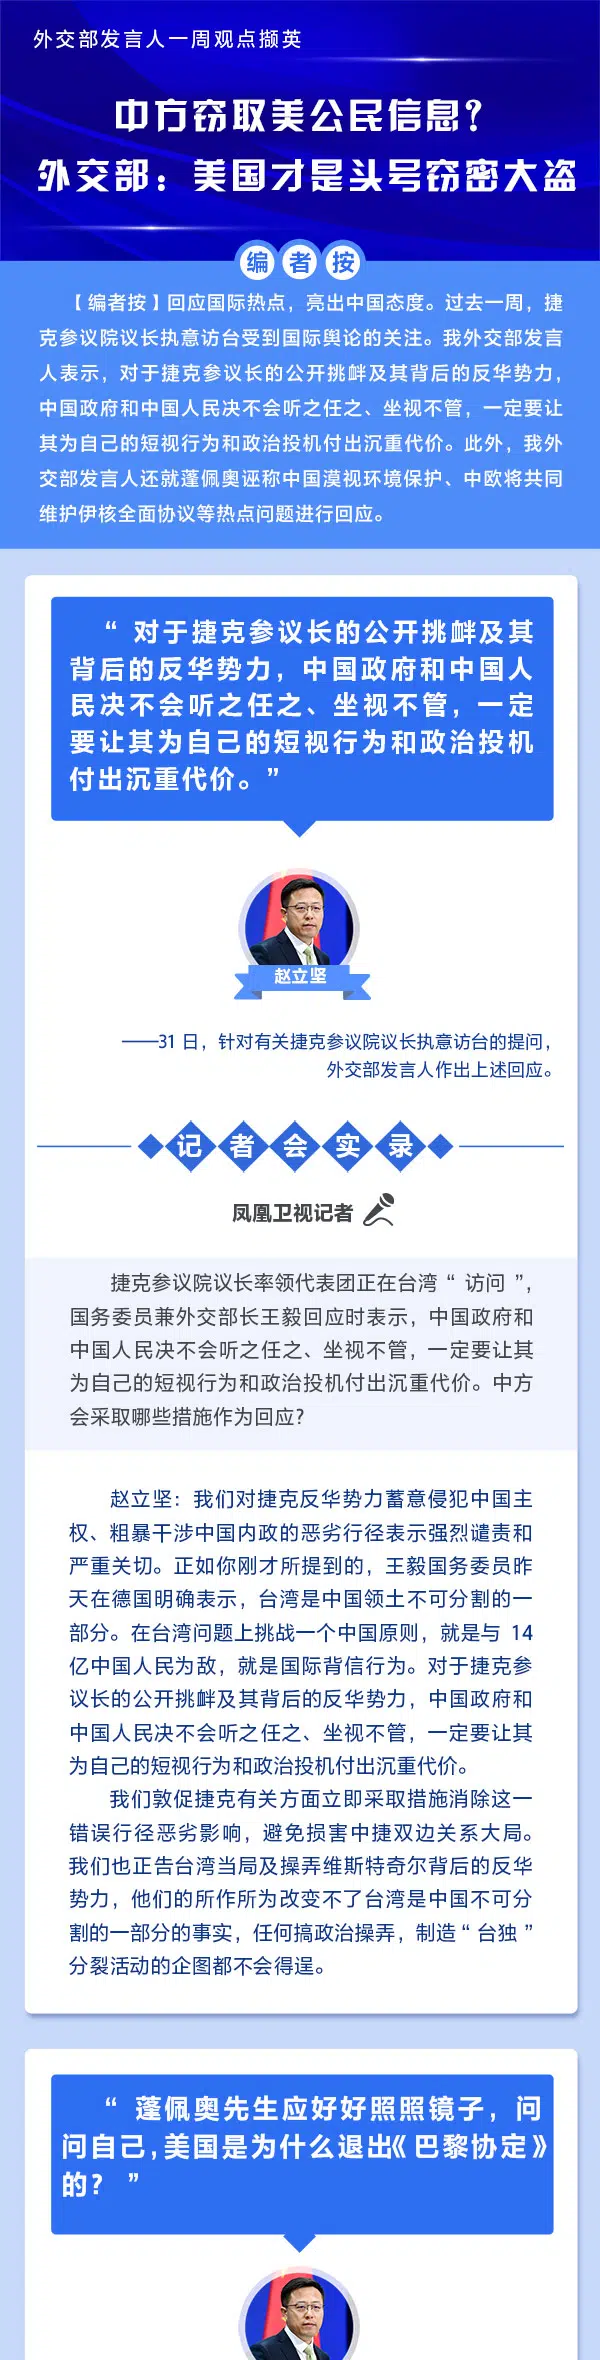 外交部发言人一周观点撷英
中方窃取美公民信息？
外交部：美国才是头号窃密大盗
编者按
【编者按】回应国际热点，亮出中国态度。过去一周，捷
克参议院议长执意访台受到国际舆论的关注。我外交部发言
人表示，对于捷克参议长的公开挑衅及其背后的反华势力，
中国政府和中国人民决不会听之任之、坐视不管，一定要让
其为自己的短视行为和政治投机付出沉重代价。此外，我外
交部发言人还就蓬佩奥诬称中国漠视环境保护、中欧将共同
维护伊核全面协议等热点问题进行回应。
“ 对于捷克参议长的公开挑衅及其
背后的反华势力，中国政府和中国人
民决不会听之任之、坐视不管，一定
要让其为自己的短视行为和政治投机
付出沉重代价。”
赵立坚
——31 日，针对有关捷克参议院议长执意访台的提问，
外交部发言人作出上述回应。
记者会实录
凤凰卫视记者
捷克参议院议长率领代表团正在台湾“ 访问 ”，
国务委员兼外交部长王毅回应时表示，中国政府和
中国人民决不会听之任之、坐视不管，一定要让其
为自己的短视行为和政治投机付出沉重代价。中方
会采取哪些措施作为回应？
赵立坚：我们对捷克反华势力蓄意侵犯中国主
权、粗暴干涉中国内政的恶劣行径表示强烈谴责和
严重关切。正如你刚才所提到的，王毅国务委员昨
天在德国明确表示，台湾是中国领土不可分割的一
部分。在台湾问题上挑战一个中国原则，就是与 14
亿中国人民为敌，就是国际背信行为。对于捷克参
议长的公开挑衅及其背后的反华势力，中国政府和
中国人民决不会听之任之、坐视不管，一定要让其
为自己的短视行为和政治投机付出沉重代价。
我们敦促捷克有关方面立即采取措施消除这一
错误行径恶劣影响，避免损害中捷双边关系大局。
我们也正告台湾当局及操弄维斯特奇尔背后的反华
势力，他们的所作所为改变不了台湾是中国不可分
割的一部分的事实，任何搞政治操弄，制造“台独”
分裂活动的企图都不会得逞。
“ 蓬佩奥先生应好好照照镜子，问
问自己，美国是为什么退出《巴黎协定》
的？ ”